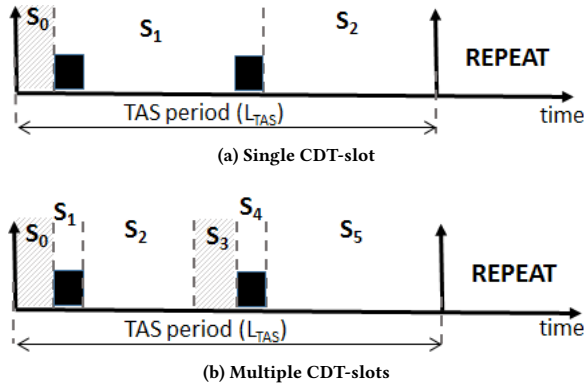 S0 S1 S2
REPEAT
TAS period (LTAS) time
(a) Single CDT-slot
S0 S1 S2 S3 S4 S5
REPEAT
TAS period (LTAS) time
(b) Multiple CDT-slots